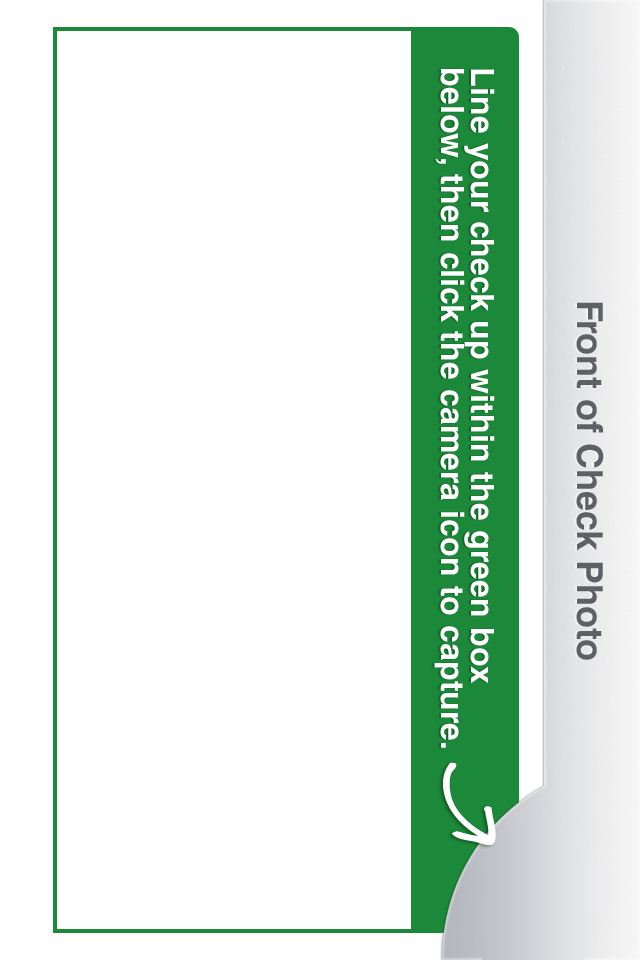 Front of Check Photo
Line your check up within the green box
below, then click the camera icon to capture.